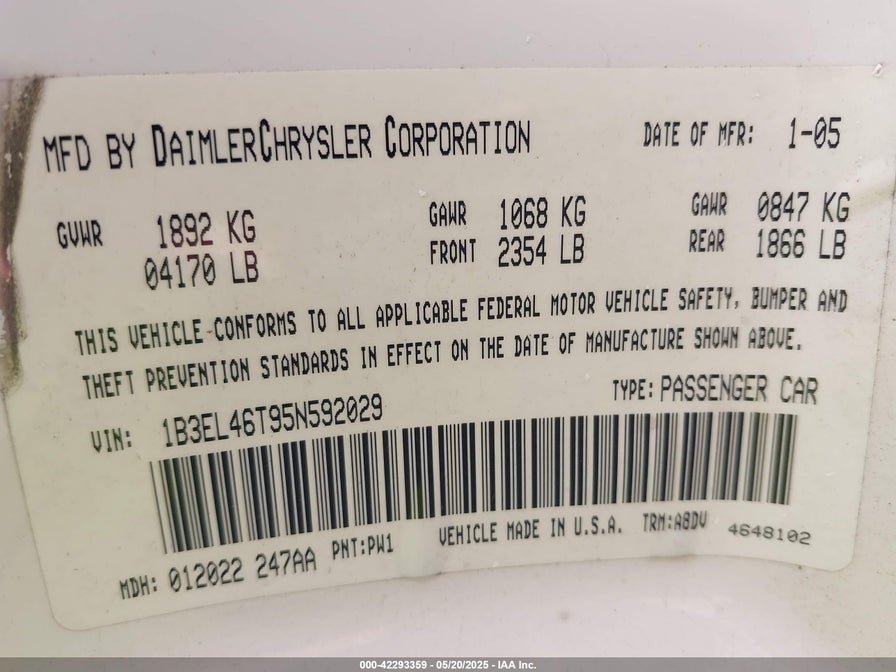 MFD BY DAIMLERCHRYSLER CORPORATION DATE OF MFR: 1-05
GVWR 1892 KG GAWR 1068 KG GAWR 0847 KG
04170 LB FRONT 2354 LB REAR 1866 LB
THIS VEHICLE CONFORMS TO ALL APPLICABLE FEDERAL MOTOR VEHICLE SAFETY, BUMPER AND
THEFT PREVENTION STANDARDS IN EFFECT ON THE DATE OF MANUFACTURE SHOWN ABOVE.
VIN: 1B3EL46T95N592029 TYPE: PASSENGER CAR
MDH: 012022 247AA PNT:PW1 VEHICLE MADE IN U.S.A. TRM:A8DV 4648102
000-42293359 - 05/20/2025 - IAA Inc.